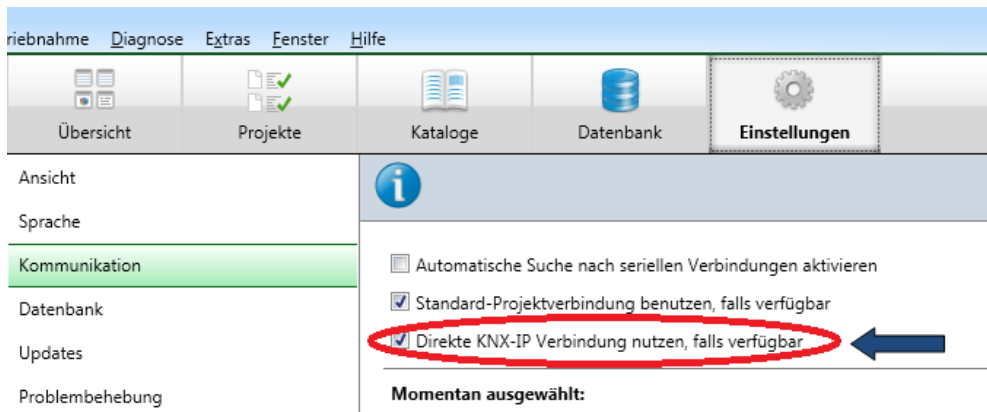 riebnahme Diagnose Extras Fenster Hilfe
Übersicht Projekte Kataloge Datenbank Einstellungen
Ansicht
Sprache
Kommunikation
Datenbank
Updates
Problembehebung
Automatische Suche nach seriellen Verbindungen aktivieren
Standard-Projektverbindung benutzen, falls verfügbar
Direkte KNX-IP Verbindung nutzen, falls verfügbar
Momentan ausgewählt: